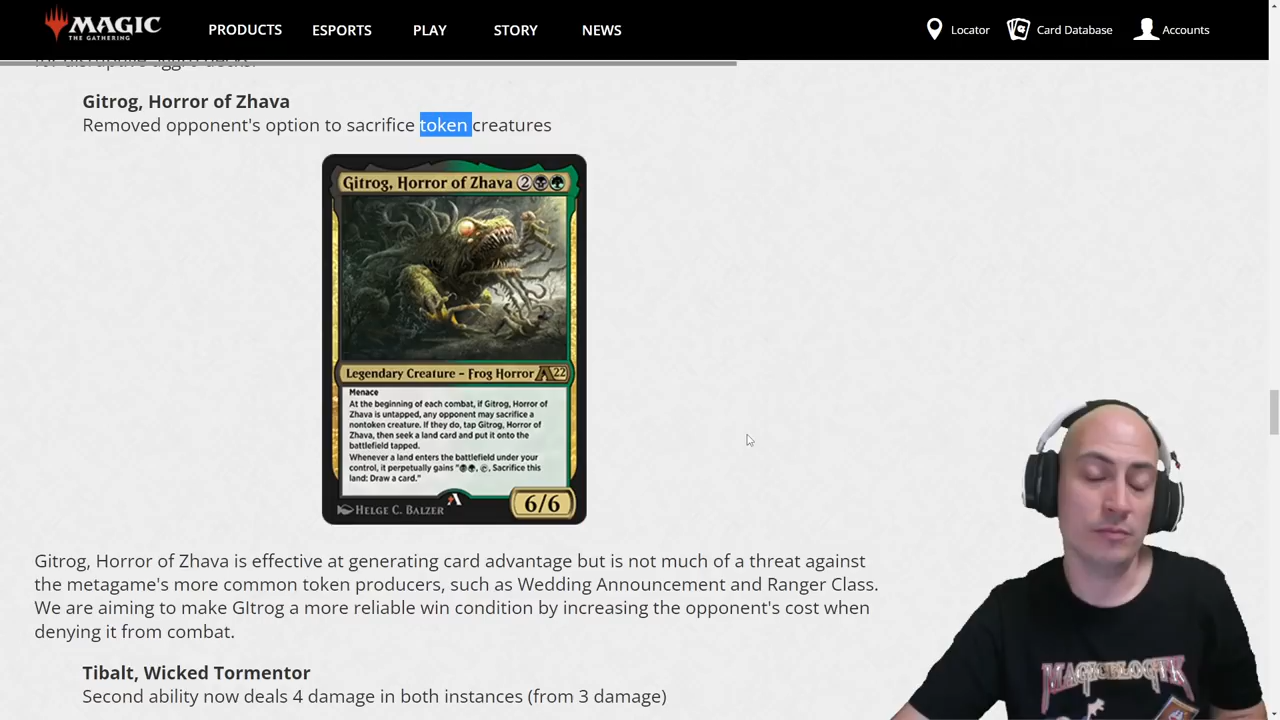 MAGIC
THE GATHERING
PRODUCTS ESPORTS PLAY STORY NEWS
Locator Card Database Accounts
for disruptive aggro decks.
Gitrog, Horror of Zhava
Removed opponent's option to sacrifice token creatures
Gitrog, Horror of Zhava 2
Legendary Creature – Frog Horror A22
Menace
At the beginning of each combat, if Gitrog, Horror of
Zhava is untapped, any opponent may sacrifice a
nontoken creature. If they do, tap Gitrog, Horror of
Zhava, then seek a land card and put it onto the
battlefield tapped.
Whenever a land enters the battlefield under your
control, it perpetually gains ", , Sacrifice this
land: Draw a card."
HELGE C. BALZER
6/6
Gitrog, Horror of Zhava is effective at generating card advantage but is not much of a threat against
the metagame's more common token producers, such as Wedding Announcement and Ranger Class.
We are aiming to make GItrog a more reliable win condition by increasing the opponent's cost when
denying it from combat.
Tibalt, Wicked Tormentor
Second ability now deals 4 damage in both instances (from 3 damage)